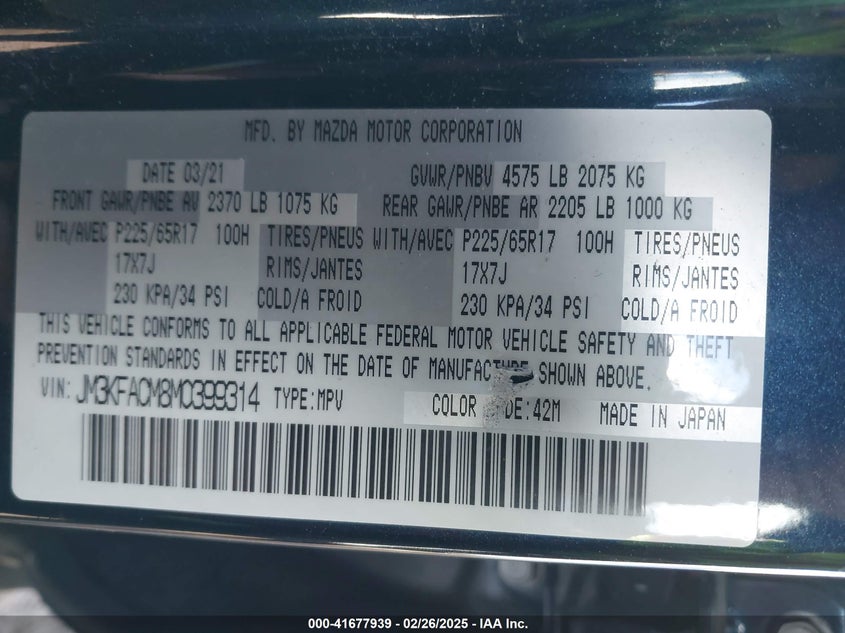 MFD. BY MAZDA MOTOR CORPORATION
DATE 03/21 GVWR/PNBV 4575 LB 2075 KG
FRONT GAWR/PNBE AV 2370 LB 1075 KG REAR GAWR/PNBE AR 2205 LB 1000 KG
WITH/AVEC P225/65R17 100H TIRES/PNEUS WITH/AVEC P225/65R17 100H TIRES/PNEUS
17X7J RIMS/JANTES 17X7J RIMS/JANTES
230 KPA/34 PSI COLD/A FROID 230 KPA/34 PSI COLD/A FROID
THIS VEHICLE CONFORMS TO ALL APPLICABLE FEDERAL MOTOR VEHICLE SAFETY AND THEFT
PREVENTION STANDARDS IN EFFECT ON THE DATE OF MANUFACTURE SHOWN ABOVE.
VIN: JM3KFACM8M0399314 TYPE:MPV COLOR DE:42M MADE IN JAPAN
000-41677939 - 02/26/2025 - IAA Inc.